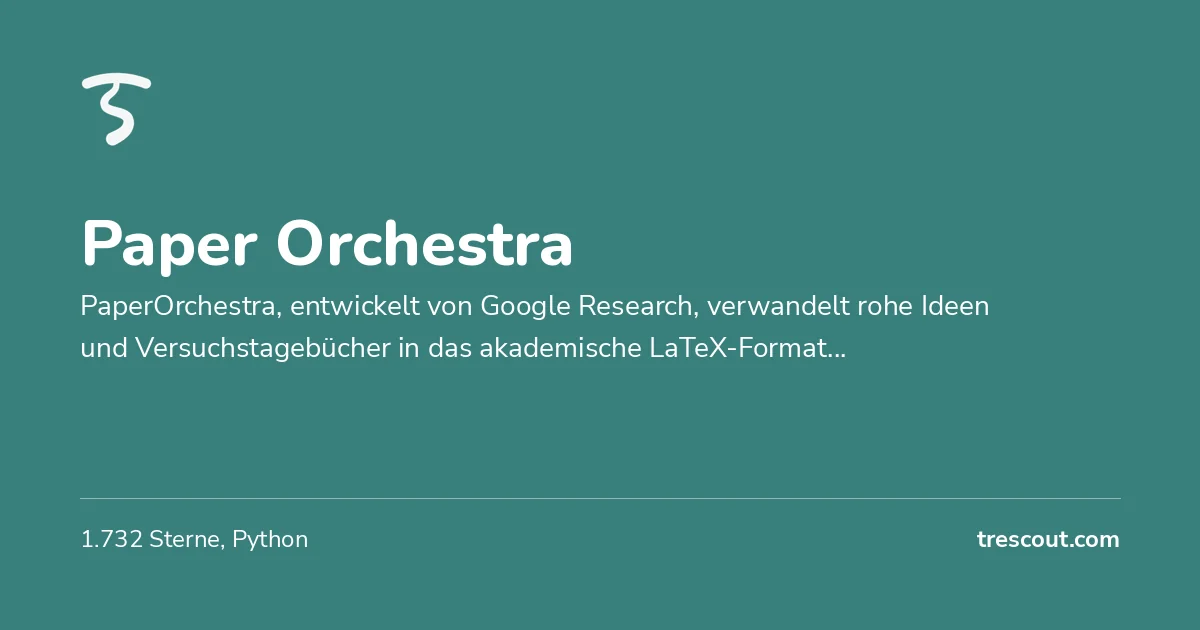 Paper Orchestra
PaperOrchestra, entwickelt von Google Research, verwandelt rohe Ideen
und Versuchstagebücher in das akademische LaTeX-Format...
1.732 Sterne, Python
trescout.com